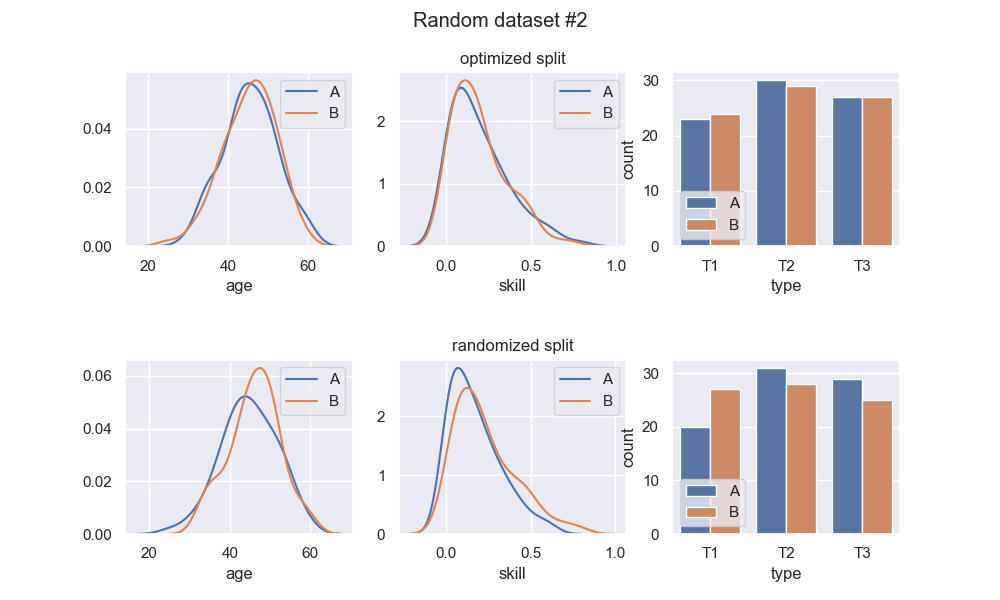 Random dataset #2
optimized split
0.04
0.02
0.00
20 40 60
age
A
B
2
1
0
0.0 0.5 1.0
skill
A
B
30
20
10
0
count
T1 T2 T3
type
A
B
randomized split
0.06
0.04
0.02
0.00
20 40 60
age
A
B
2
1
0
0.0 0.5 1.0
skill
A
B
30
20
10
0
count
T1 T2 T3
type
A
B